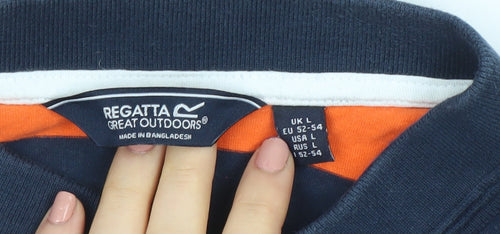 REGATTA
GREAT OUTDOORS®
MADE IN BANGLADESH
UK L
EU 52-54
USA L
RUS L
52-54